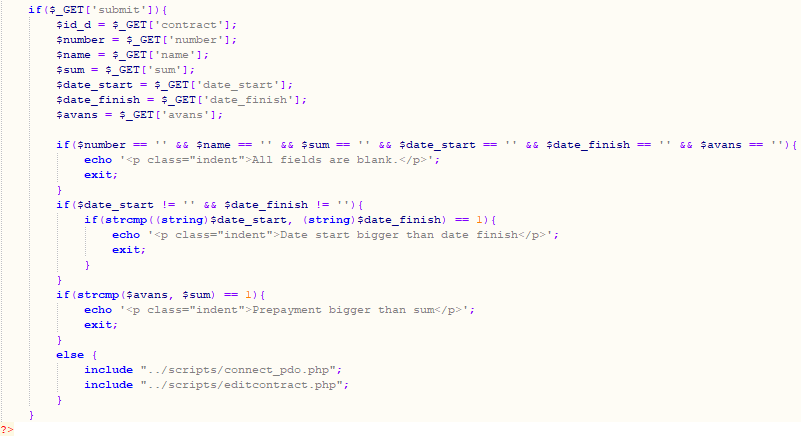 if($_GET['submit']){
$id_d = $_GET['contract'];
$number = $_GET['number'];
$name = $_GET['name'];
$sum = $_GET['sum'];
$date_start = $_GET['date_start'];
$date_finish = $_GET['date_finish'];
$avans = $_GET['avans'];
if($number == '' && $name == '' && $sum == '' && $date_start == '' && $date_finish == '' && $avans == ''){
echo '<p class="indent">All fields are blank.</p>';
exit;
}
if($date_start != '' && $date_finish != ''){
if(strcmp((string)$date_start, (string)$date_finish) == 1){
echo '<p class="indent">Date start bigger than date finish</p>';
exit;
}
}
if(strcmp($avans, $sum) == 1){
echo '<p class="indent">Prepayment bigger than sum</p>';
exit;
}
else {
include "../scripts/connect_pdo.php";
include "../scripts/editcontract.php";
}
}
?>